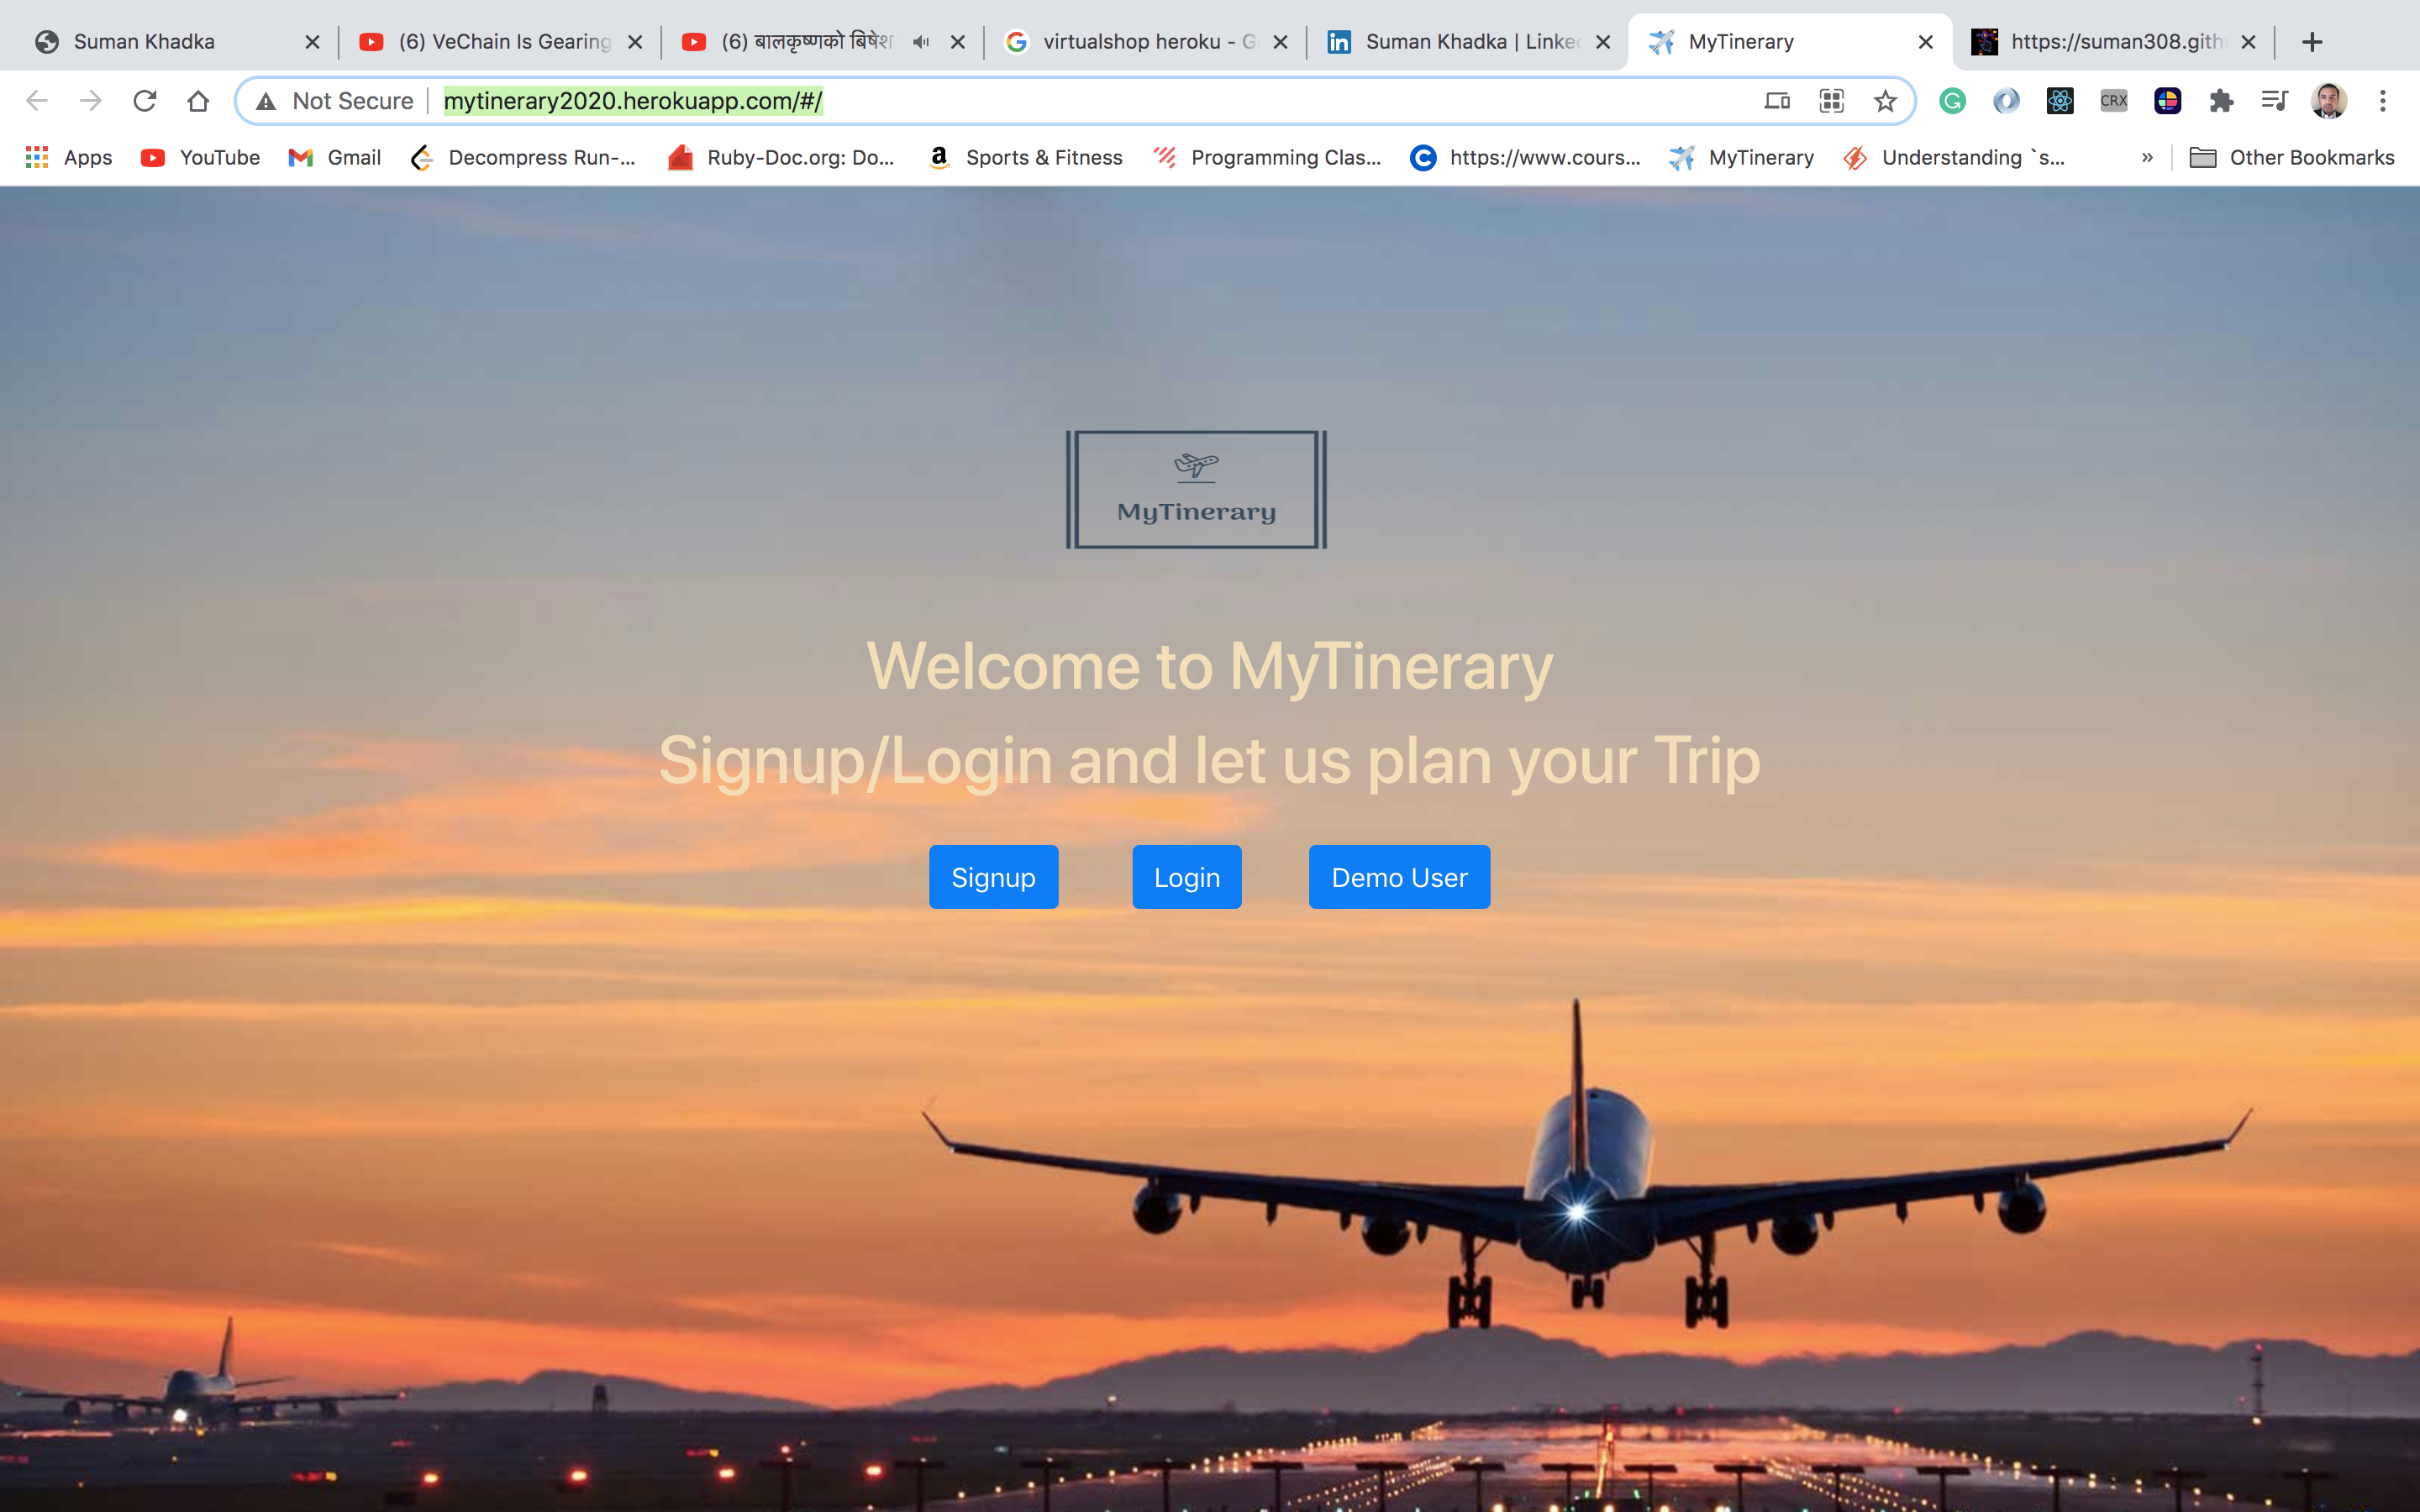 Suman Khadka
(6) VeChain Is Gearing
(6) बालकृष्णको बिषेश
virtualshop heroku - G
Suman Khadka | Linke
MyTinerary
https://suman308.gith
Not Secure
mytinerary2020.herokuapp.com/#/
CRX
Apps
YouTube
Gmail
Decompress Run-...
Ruby-Doc.org: Do...
Sports & Fitness
Programming Clas...
https://www.cours...
MyTinerary
Understanding `s...
»
Other Bookmarks
MyTinerary
Welcome to MyTinerary
Signup/Login and let us plan your Trip
Signup
Login
Demo User